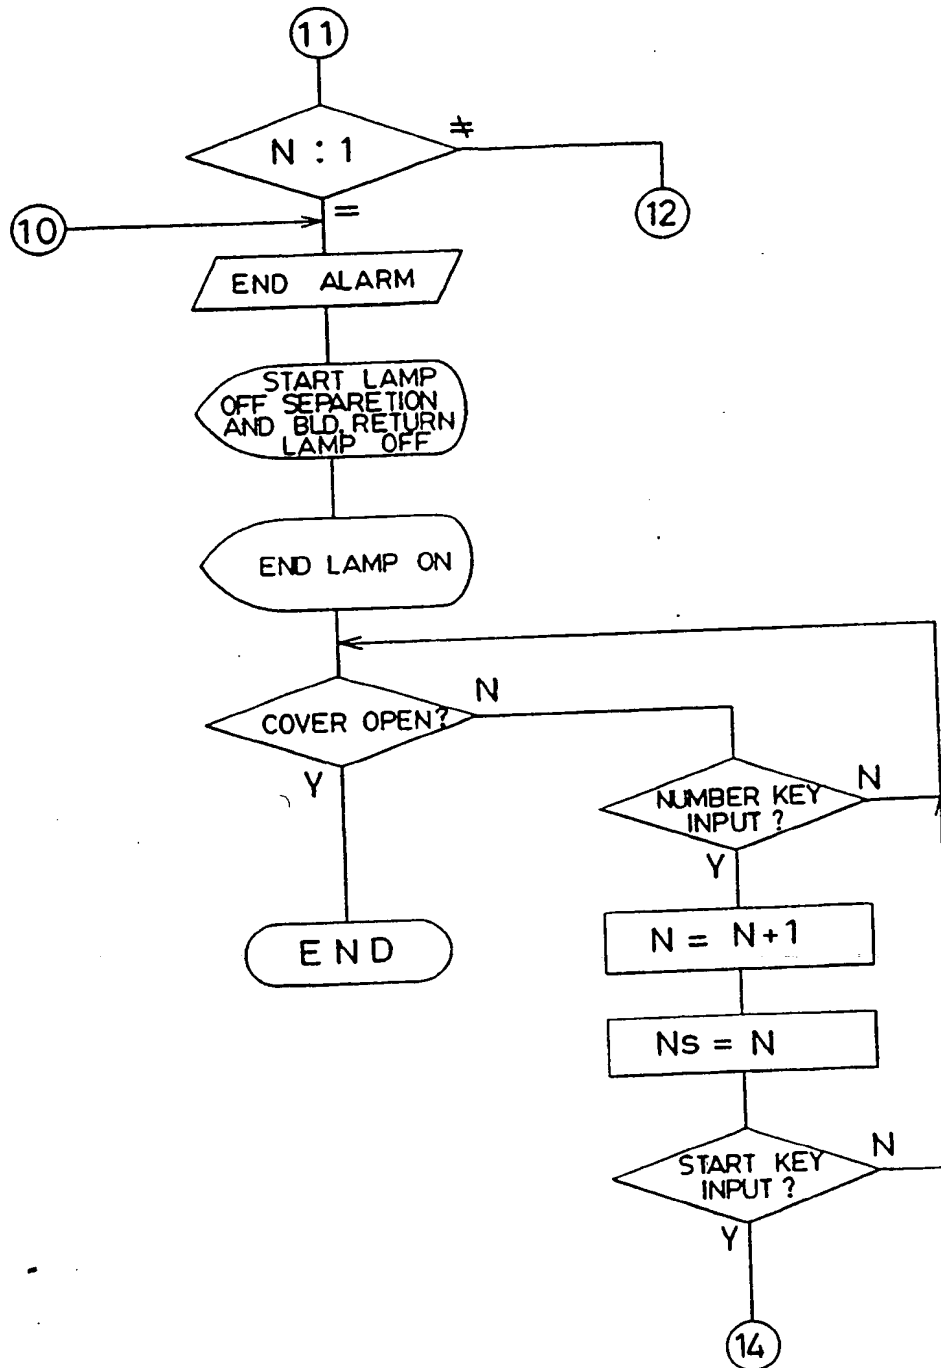 11
N : 1
≠
12
10
=
END ALARM
START LAMP
OFF SEPARETION
AND BLD. RETURN
LAMP OFF
END LAMP ON
COVER OPEN?
N
Y
END
NUMBER KEY
INPUT ?
N
Y
N = N+1
Ns = N
START KEY
INPUT ?
N
Y
14